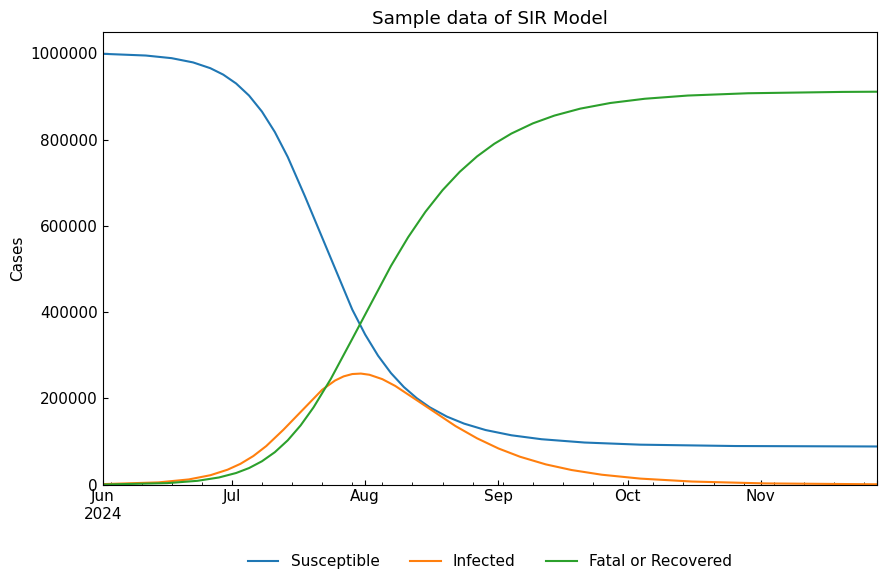 Sample data of SIR Model
Cases
1000000
800000
600000
400000
200000
0
Jun Jul Aug Sep Oct Nov
2024
Susceptible Infected Fatal or Recovered